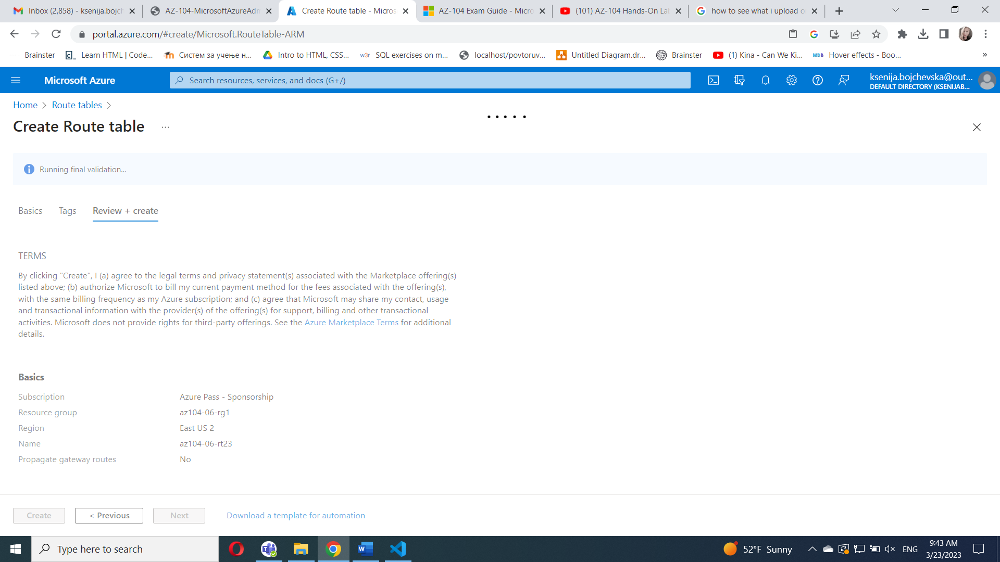 Inbox (2,858) - ksenija.bojch
AZ-104-MicrosoftAzureAdm
Create Route table - Micros
AZ-104 Exam Guide - Micro
(101) AZ-104 Hands-On Lab
how to see what i upload o
portal.azure.com/#create/Microsoft.RouteTable-ARM
Brainster
Learn HTML | Code...
Систем за учење н...
Intro to HTML, CSS...
w3r SQL exercises on m...
localhost/povtoruv...
Untitled Diagram.dr...
Brainster
(1) Kina - Can We Ki...
MDB Hover effects - Boo...
»
Microsoft Azure
Search resources, services, and docs (G+/)
ksenija.bojchevska@out...
DEFAULT DIRECTORY (KSENIJAB...
Home > Route tables >
Create Route table ...
Running final validation...
Basics
Tags
Review + create
TERMS
By clicking "Create", I (a) agree to the legal terms and privacy statement(s) associated with the Marketplace offering(s)
listed above; (b) authorize Microsoft to bill my current payment method for the fees associated with the offering(s),
with the same billing frequency as my Azure subscription; and (c) agree that Microsoft may share my contact, usage
and transactional information with the provider(s) of the offering(s) for support, billing and other transactional
activities. Microsoft does not provide rights for third-party offerings. See the Azure Marketplace Terms for additional
details.
Basics
Subscription Azure Pass - Sponsorship
Resource group az104-06-rg1
Region East US 2
Name az104-06-rt23
Propagate gateway routes No
Create
< Previous
Next
Download a template for automation
Type here to search
52°F Sunny
ENG
9:43 AM
3/23/2023